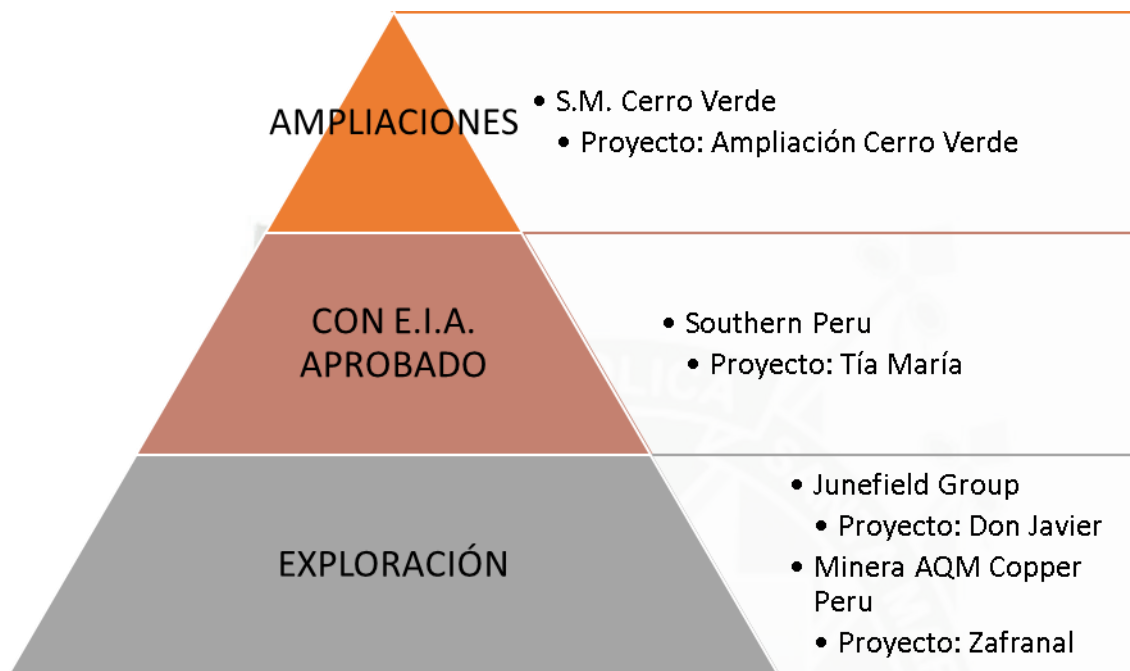 AMPLIACIONES
• S.M. Cerro Verde
• Proyecto: Ampliación Cerro Verde
CON E.I.A.
APROBADO
• Southern Peru
• Proyecto: Tía María
EXPLORACIÓN
• Junefield Group
• Proyecto: Don Javier
• Minera AQM Copper
Peru
• Proyecto: Zafranal